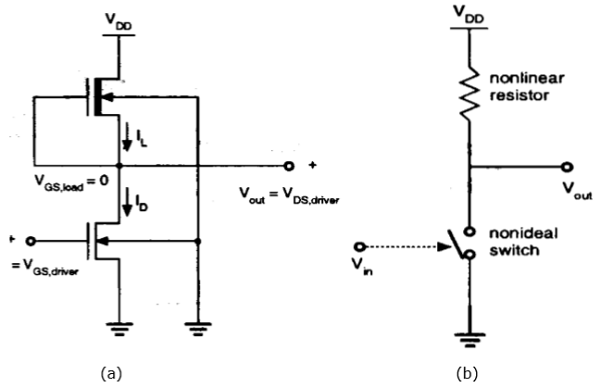 VDD
IL
VGS,load = 0
ID
+
Vout = VDS,driver
+
= VGS,driver
(a)
VDD
nonlinear
resistor
Vout
nonideal
switch
Vin
(b)